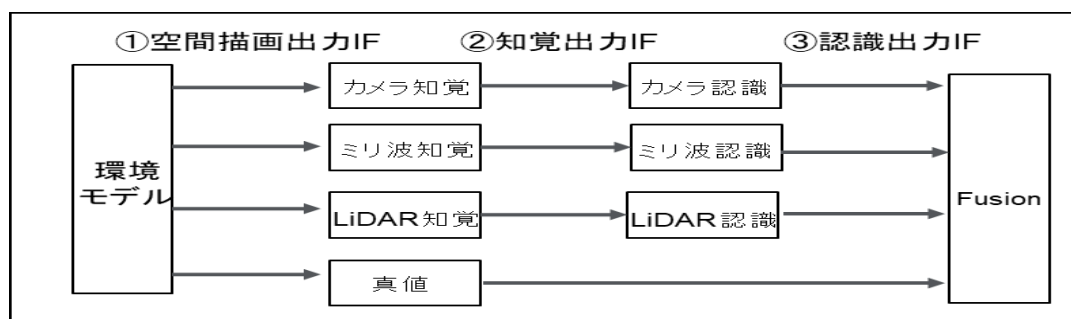 ①空間描画出力IF ②知覚出力IF ③認識出力IF
カメラ知覚 カメラ認識
ミリ波知覚 ミリ波認識
環境
モデル
LiDAR知覚 LiDAR認識
Fusion
真値